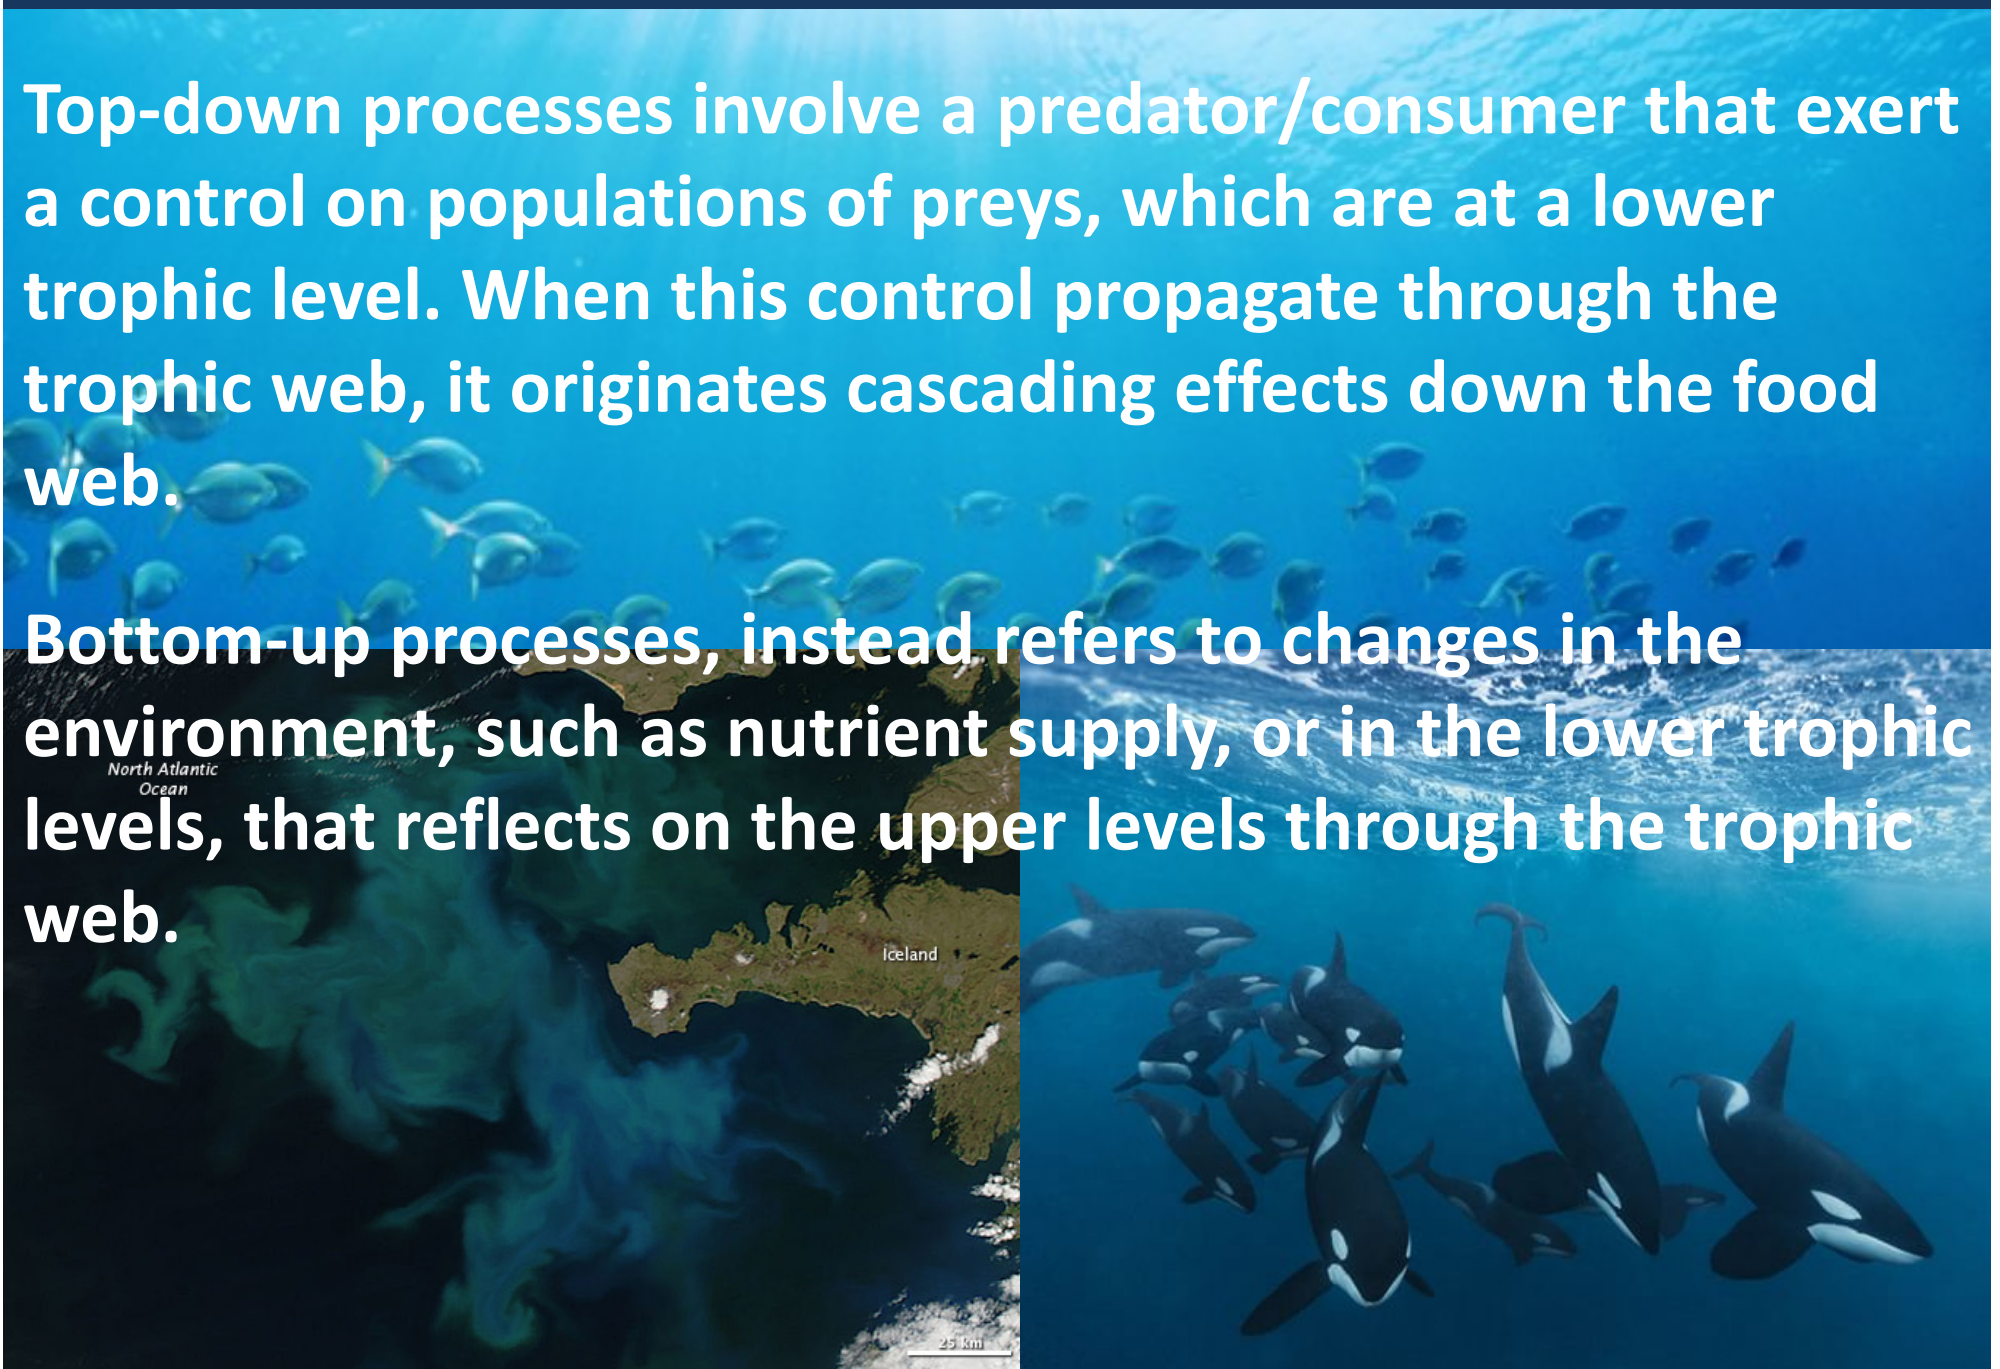 Top-down processes involve a predator/consumer that exert
a control on populations of preys, which are at a lower
trophic level. When this control propagate through the
trophic web, it originates cascading effects down the food
web.
Bottom-up processes, instead refers to changes in the
environment, such as nutrient supply, or in the lower trophic
North Atlantic
Ocean
levels, that reflects on the upper levels through the trophic
web.
Iceland
25 km